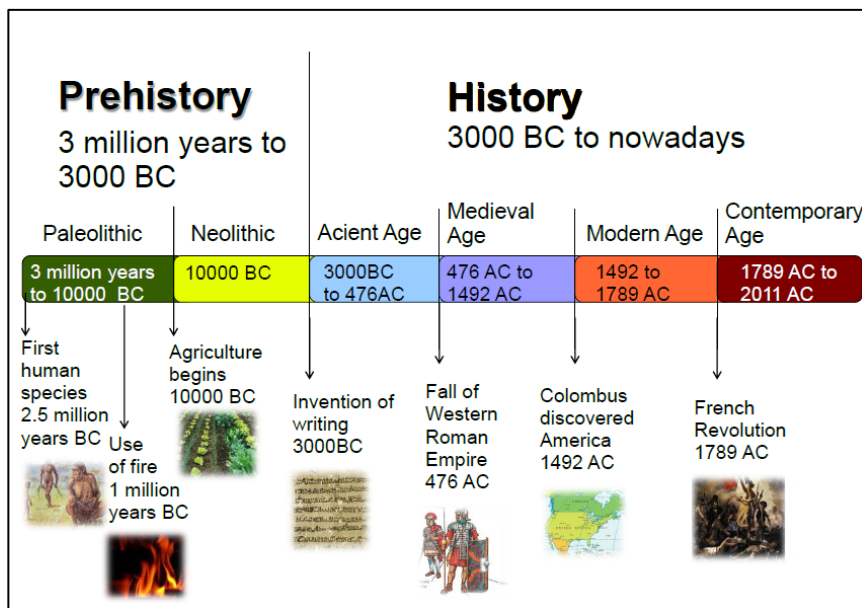 Prehistory
3 million years to
3000 BC
History
3000 BC to nowadays
Paleolithic
Neolithic
Acient Age
Medieval
Age
Modern Age
Contemporary
Age
3 million years
to 10000 BC
10000 BC
3000BC
to 476AC
476 AC to
1492 AC
1492 to
1789 AC
1789 AC to
2011 AC
First
human
species
2.5 million
years BC
Use
of fire
1 million
years BC
Agriculture
begins
10000 BC
Invention of
writing
3000BC
Fall of
Western
Roman
Empire
476 AC
Colombus
discovered
America
1492 AC
French
Revolution
1789 AC